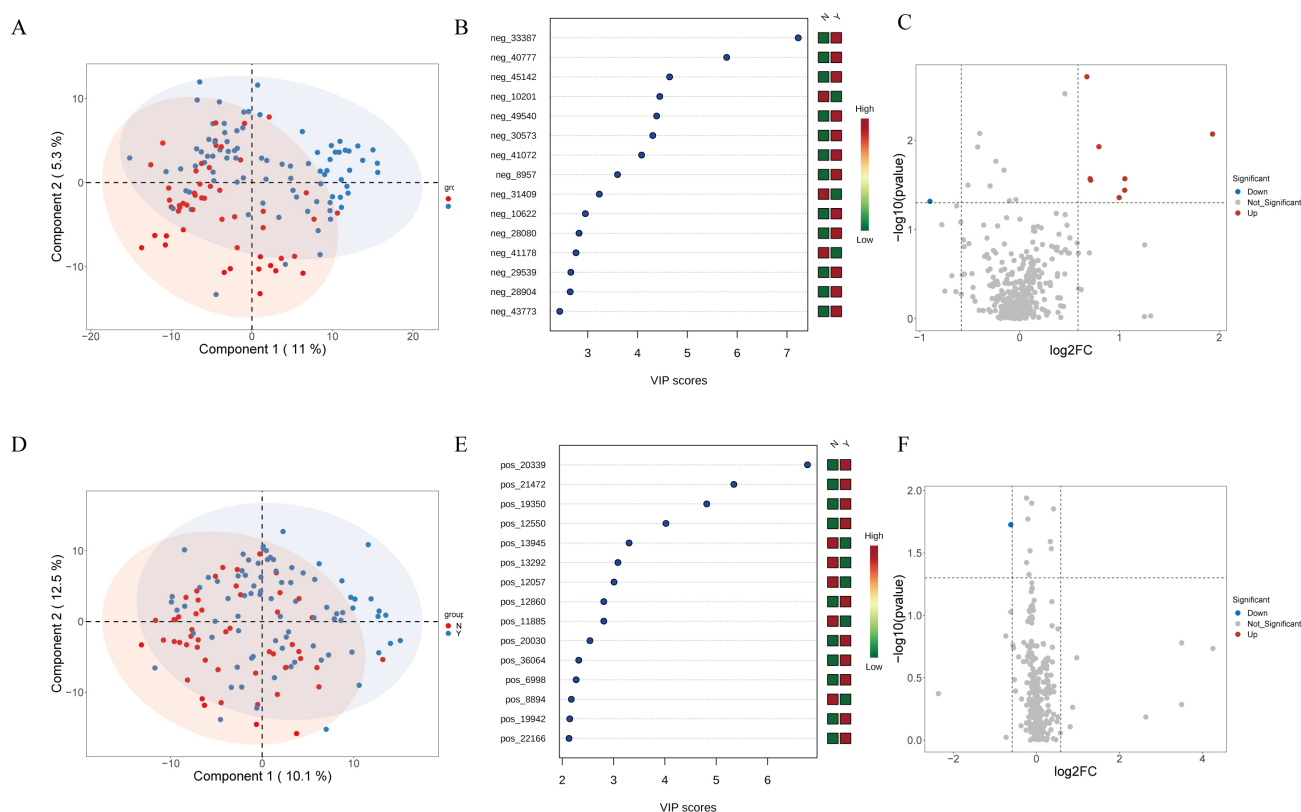 A
10
0
−10
−20
−10
0
10
20
Component 1 ( 11 %)
Component 2 ( 5.3 %)
grc
B
N Y
neg_33387
neg_40777
neg_45142
neg_10201
neg_49540
neg_30573
neg_41072
neg_8957
neg_31409
neg_10622
neg_28080
neg_41178
neg_29539
neg_28904
neg_43773
3 4 5 6 7
VIP scores
High
Low
C
2
1
0
−1 0 1 2
log2FC
−log10(pvalue)
Significant
Down
Not_Significant
Up
D
10
0
−10
−10 0 10
Component 1 ( 10.1 %)
Component 2 ( 12.5 %)
group
N
Y
E
N Y
pos_20339
pos_21472
pos_19350
pos_12550
pos_13945
pos_13292
pos_12057
pos_12860
pos_11885
pos_20030
pos_36064
pos_6998
pos_8894
pos_19942
pos_22166
2 3 4 5 6
VIP scores
High
Low
F
2.0
1.5
1.0
0.5
0.0
−2 0 2 4
log2FC
−log10(pvalue)
Significant
Down
Not_Significant
Up